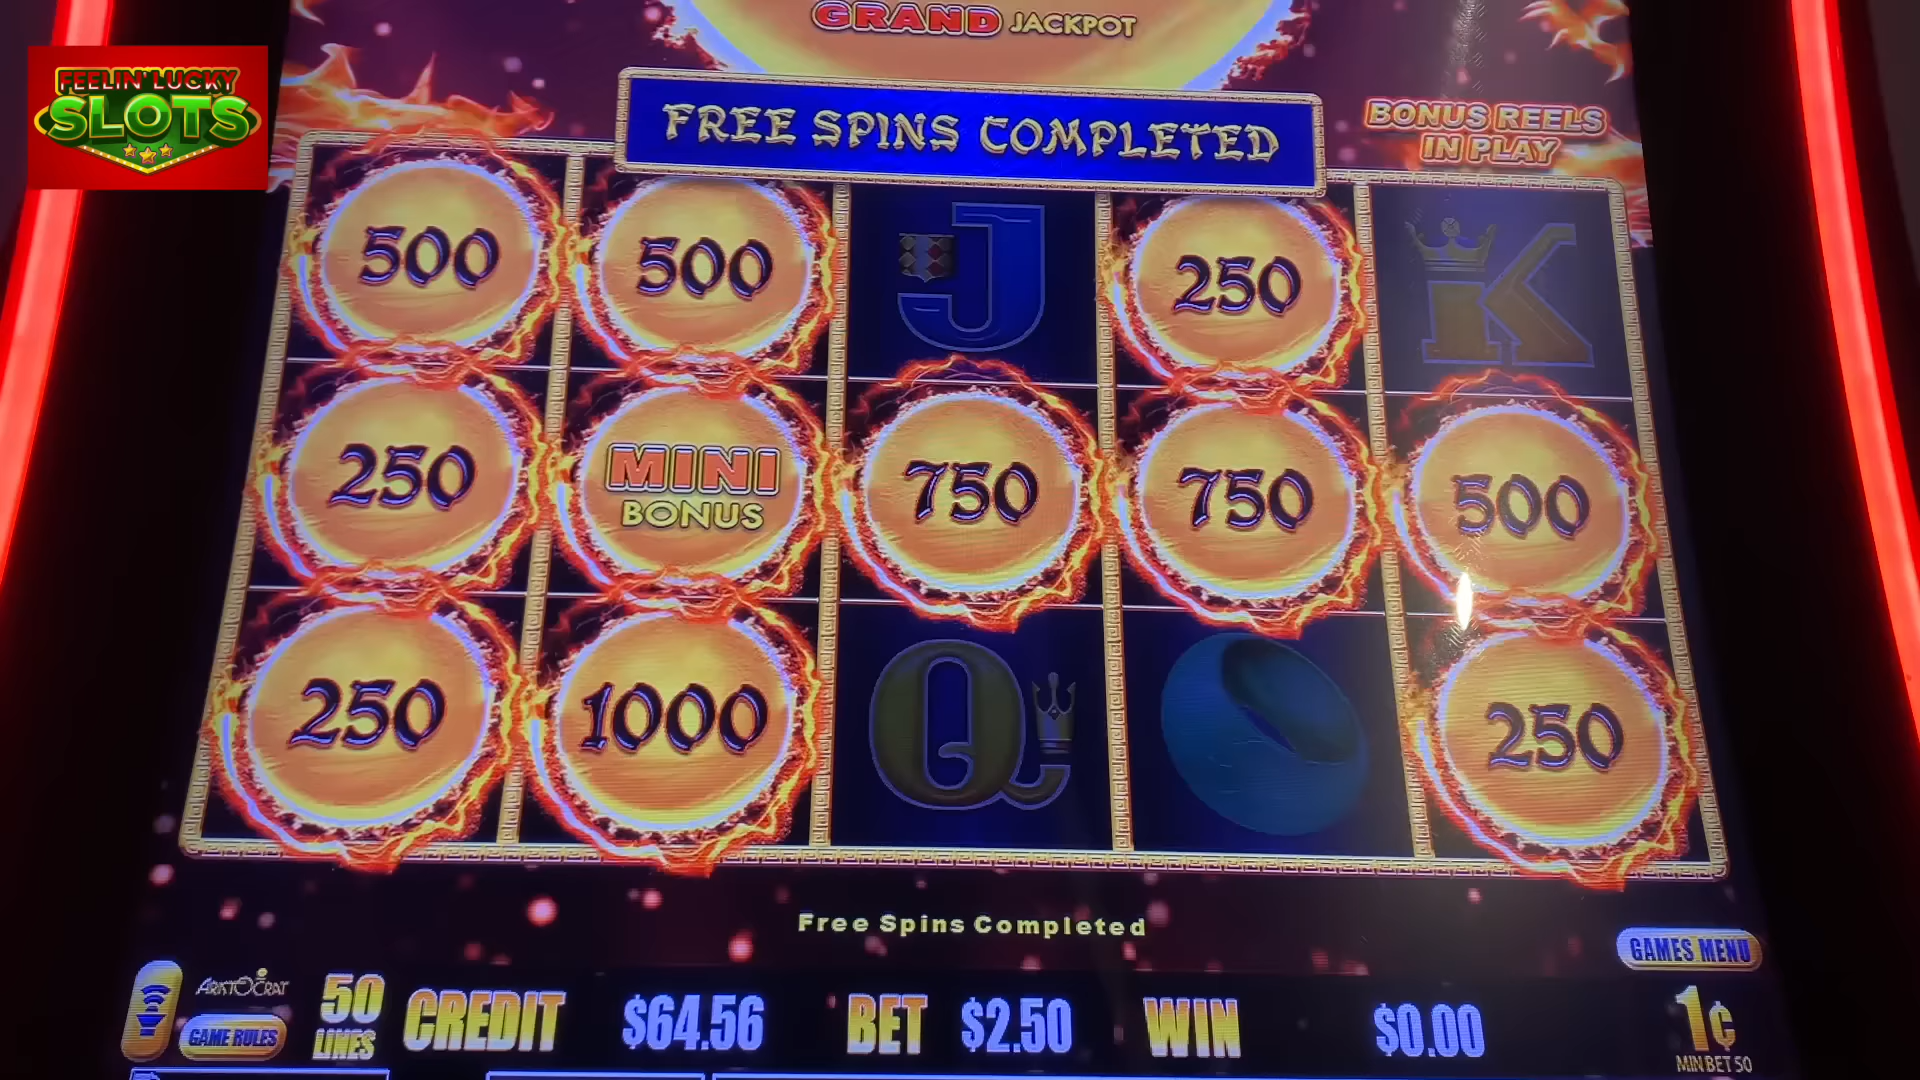 GRAND JACKPOT
FEELIN' LUCKY
SLOTS
FREE SPINS COMPLETED
BONUS REELS
IN PLAY
500 500 J 250 K
250 MINI BONUS 750 750 500
250 1000 Q 250
Free Spins Completed
GAMES MENU
ARISTOCRAT
GAME RULES
50 LINES
CREDIT $64.56 BET $2.50 WIN $0.00
1¢
MIN BET 50